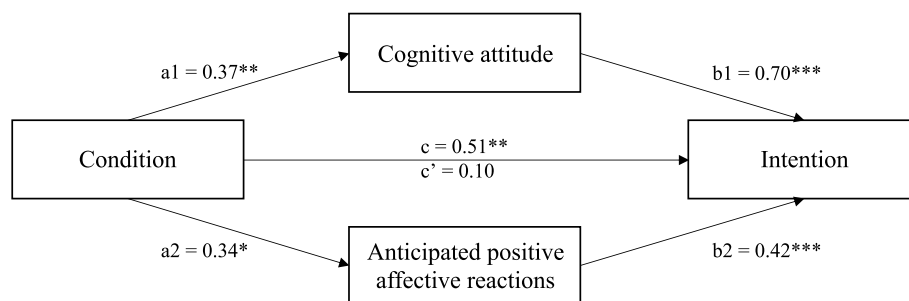 Cognitive attitude
a1 = 0.37**
b1 = 0.70***
Condition
c = 0.51**
c’ = 0.10
Intention
a2 = 0.34*
Anticipated positive
affective reactions
b2 = 0.42***